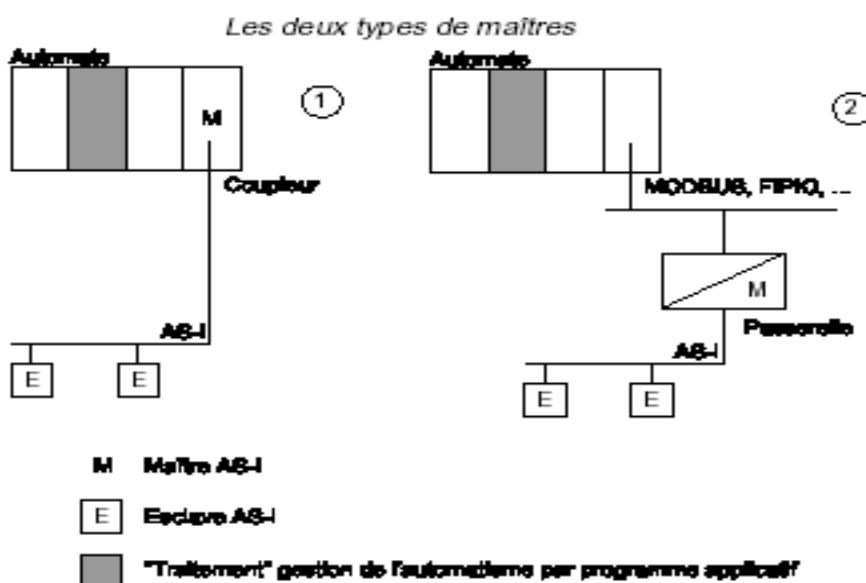 Les deux types de maîtres
Automate
M
1
Coupleur
AS-i
E E
Automate
2
MODBUS, FIPIO, ...
M
Passerelle
AS-i
E E
M Maître AS-i
E Esclave AS-i
"Traitement" gestion de l'automatisme par programme applicatif